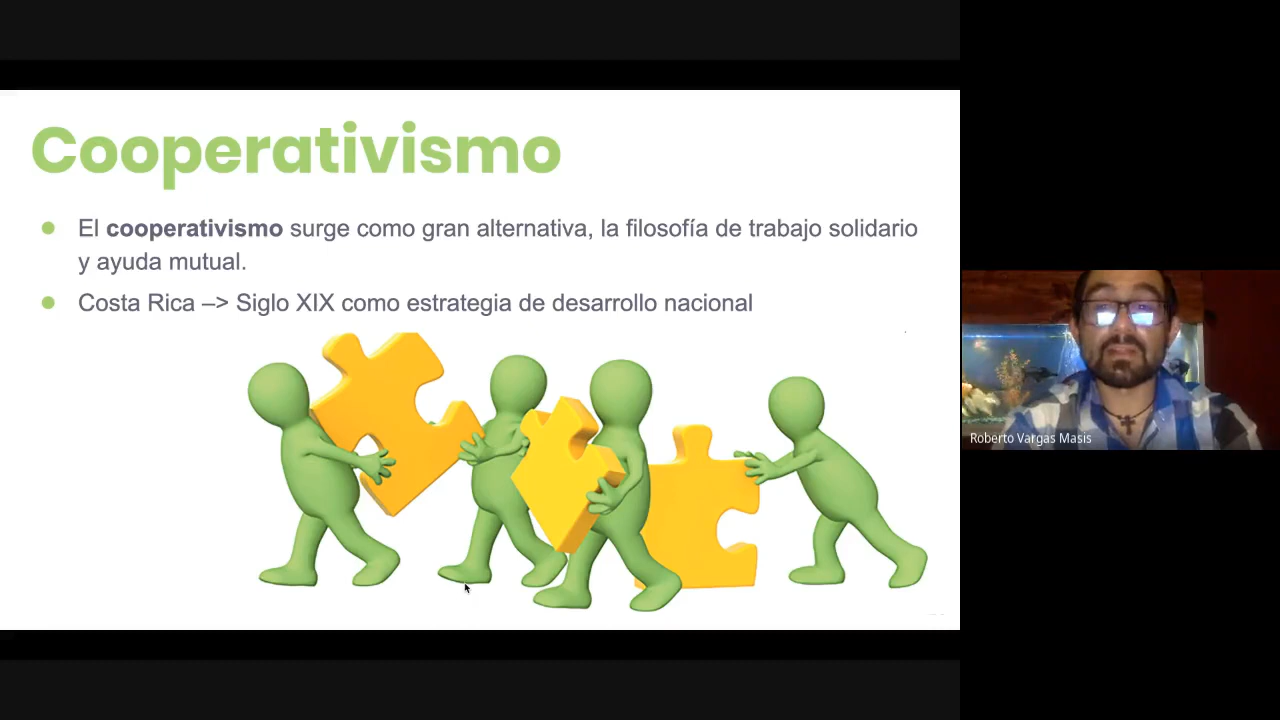 Cooperativismo
El cooperativismo surge como gran alternativa, la filosofía de trabajo solidario
y ayuda mutual.
Costa Rica –> Siglo XIX como estrategia de desarrollo nacional
Roberto Vargas Masis